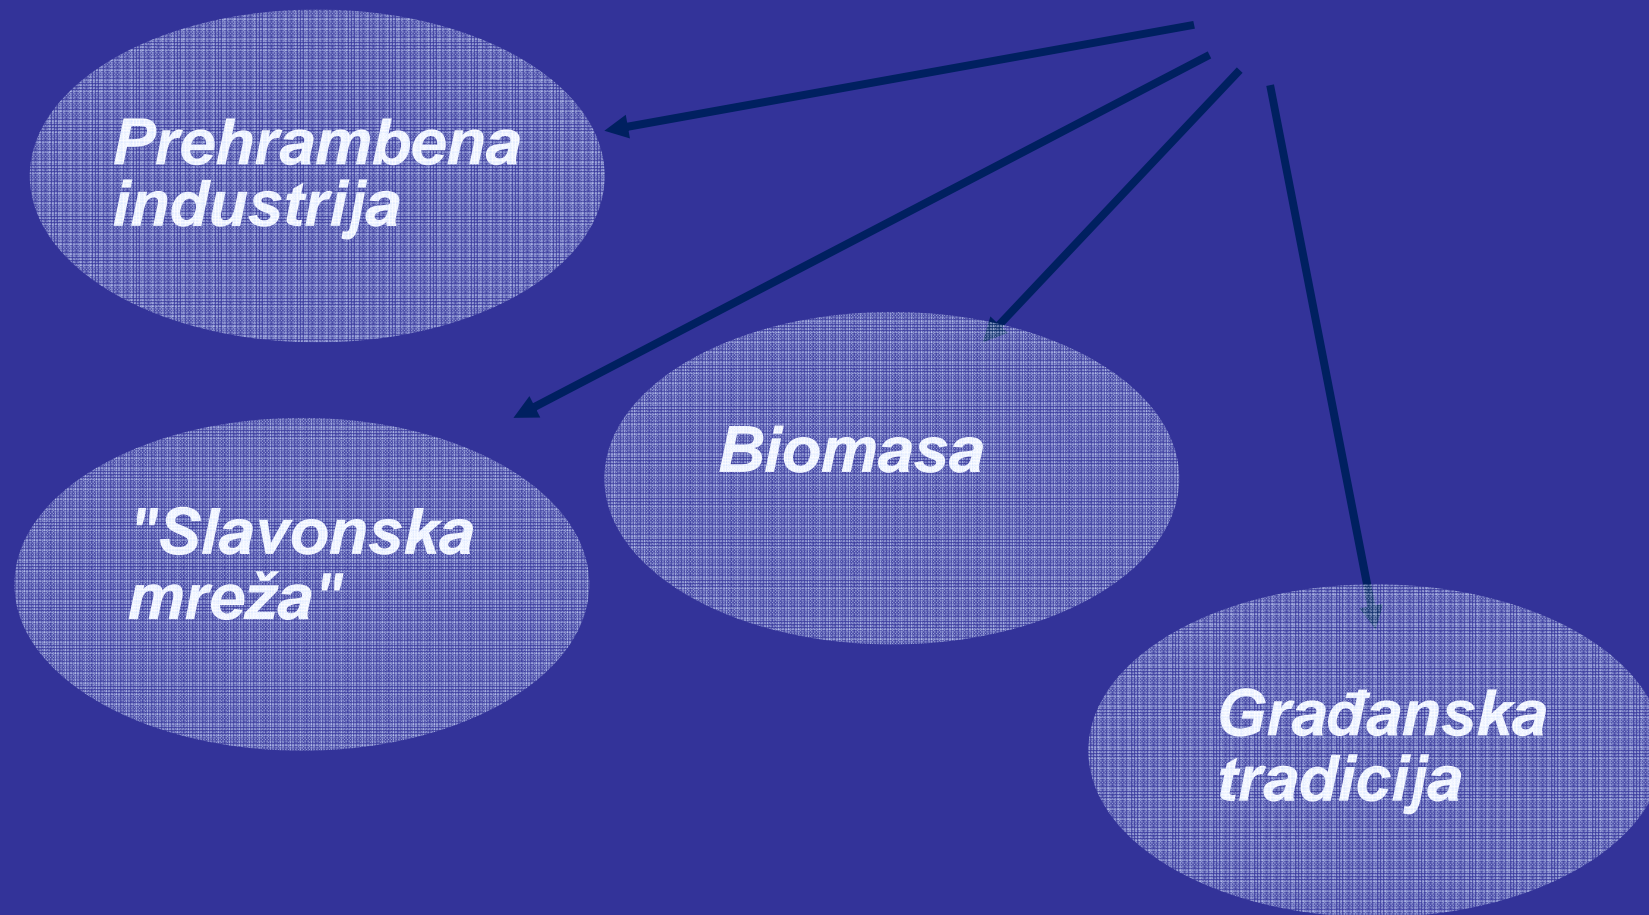 Prehrambena
industrija
Biomasa
"Slavonska
mreža"
Građanska
tradicija